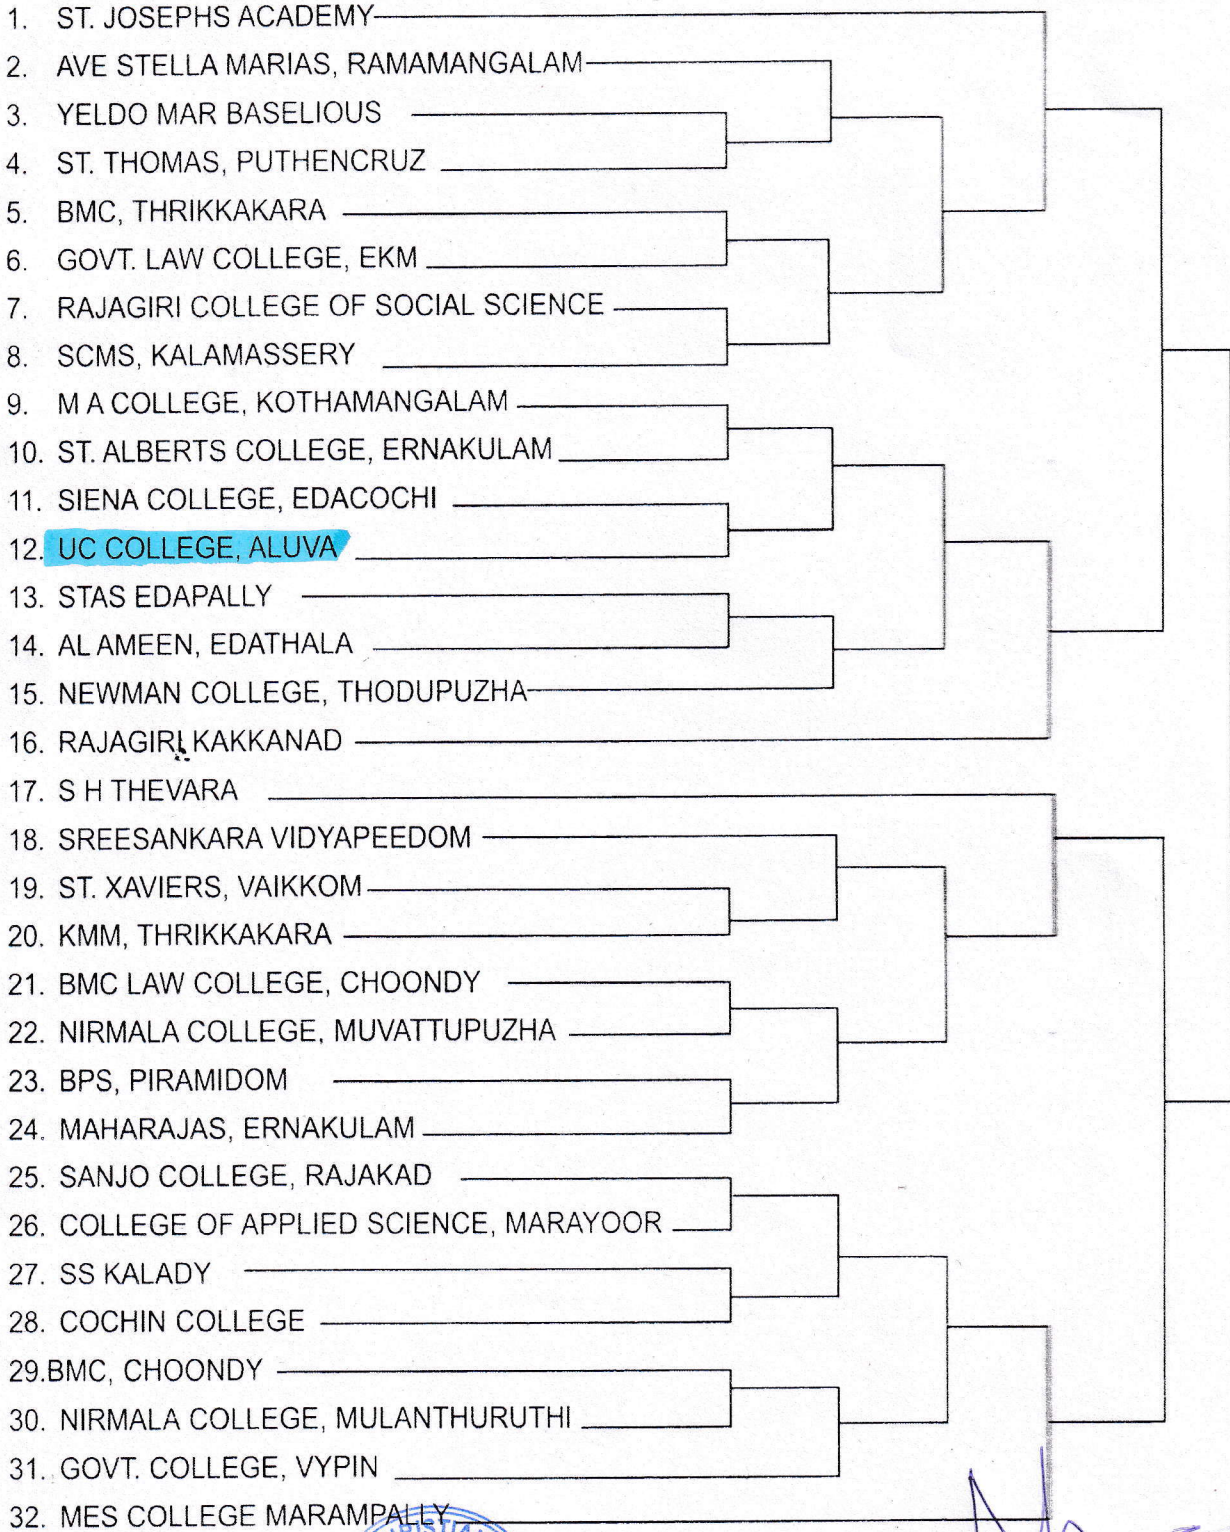 1. ST. JOSEPHS ACADEMY
2. AVE STELLA MARIAS, RAMAMANGALAM
3. YELDO MAR BASELIOUS
4. ST. THOMAS, PUTHENCRUZ
5. BMC, THRIKKAKARA
6. GOVT. LAW COLLEGE, EKM
7. RAJAGIRI COLLEGE OF SOCIAL SCIENCE
8. SCMS, KALAMASSERY
9. M A COLLEGE, KOTHAMANGALAM
10. ST. ALBERTS COLLEGE, ERNAKULAM
11. SIENA COLLEGE, EDACOCHI
12. UC COLLEGE, ALUVA
13. STAS EDAPALLY
14. AL AMEEN, EDATHALA
15. NEWMAN COLLEGE, THODUPUZHA
16. RAJAGIRI KAKKANAD
17. S H THEVARA
18. SREESANKARA VIDYAPEEDOM
19. ST. XAVIERS, VAIKKOM
20. KMM, THRIKKAKARA
21. BMC LAW COLLEGE, CHOONDY
22. NIRMALA COLLEGE, MUVATTUPUZHA
23. BPS, PIRAMIDOM
24. MAHARAJAS, ERNAKULAM
25. SANJO COLLEGE, RAJAKAD
26. COLLEGE OF APPLIED SCIENCE, MARAYOOR
27. SS KALADY
28. COCHIN COLLEGE
29.BMC, CHOONDY
30. NIRMALA COLLEGE, MULANTHURUTHI
31. GOVT. COLLEGE, VYPIN
32. MES COLLEGE MARAMPALLY